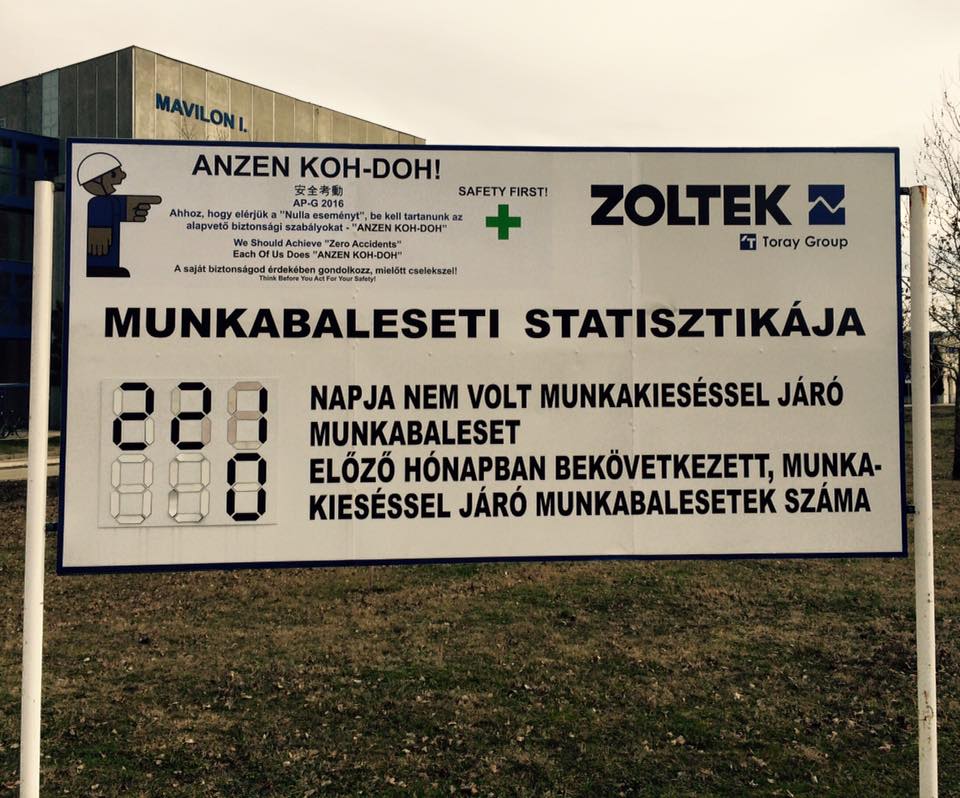 MAVILON I.
ANZEN KOH-DOH!
安全考動
AP-G 2016
Ahhoz, hogy elérjük a "Nulla eseményt", be kell tartanunk az
alapvető biztonsági szabályokat - "ANZEN KOH-DOH"
We Should Achieve "Zero Accidents"
Each Of Us Does "ANZEN KOH-DOH"
A saját biztonságod érdekében gondolkozz, mielőtt cselekszel!
Think Before You Act For Your Safety!
SAFETY FIRST!
ZOLTEK
Toray Group
MUNKABALESETI STATISZTIKÁJA
221 NAPJA NEM VOLT MUNKAKIESÉSSEL JÁRÓ
MUNKABALESET
0 ELŐZŐ HÓNAPBAN BEKÖVETKEZETT, MUNKA-
KIESÉSSEL JÁRÓ MUNKABALESETEK SZÁMA